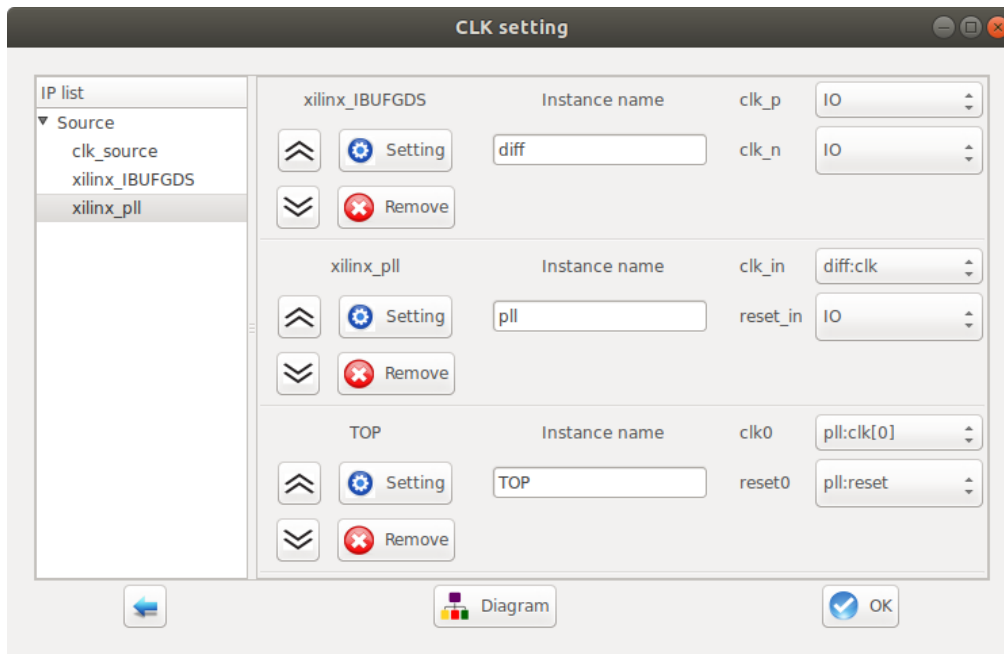 CLK setting
IP list
Source
clk_source
xilinx_IBUFGDS
xilinx_pll
xilinx_IBUFGDS Instance name clk_p IO
Setting diff clk_n IO
Remove
xilinx_pll Instance name clk_in diff:clk
Setting pll reset_in IO
Remove
TOP Instance name clk0 pll:clk[0]
Setting TOP reset0 pll:reset
Remove
Diagram OK